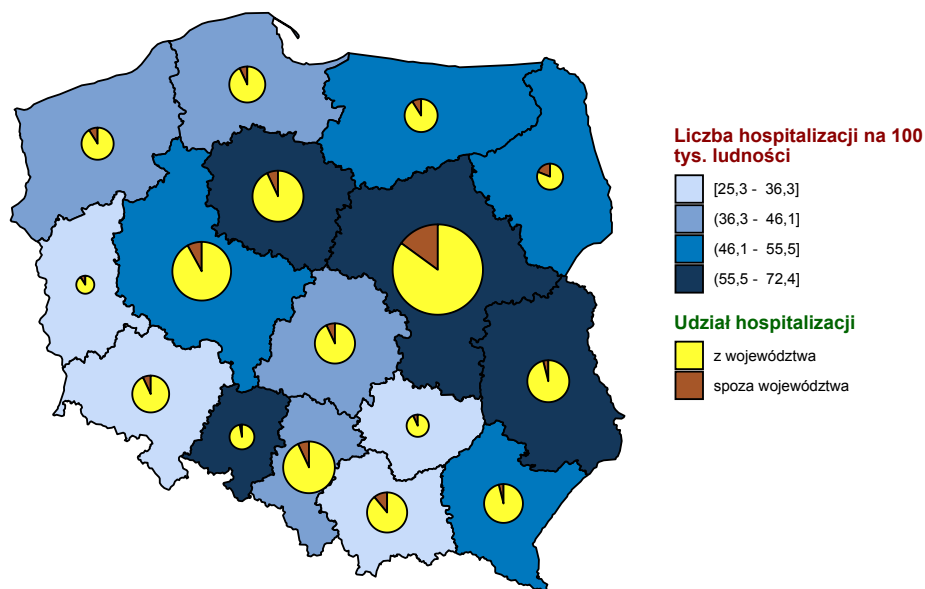 Liczba hospitalizacji na 100
tys. ludności
[25,3 - 36,3]
(36,3 - 46,1]
(46,1 - 55,5]
(55,5 - 72,4]
Udział hospitalizacji
z województwa
spoza województwa